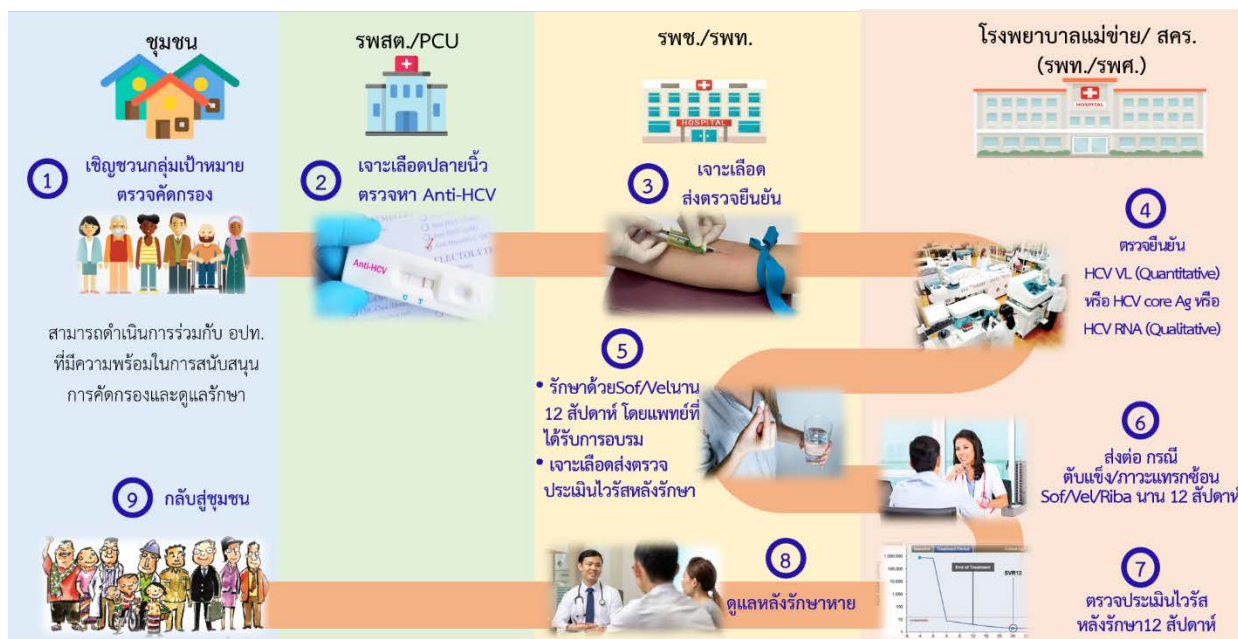 ชุมชน
รพสต./PCU
รพช./รพท.
โรงพยาบาลแม่ข่าย/ สคร.
(รพท./รพศ.)
HOSPITAL
HOSPITAL
1
เชิญชวนกลุ่มเป้าหมาย
ตรวจคัดกรอง
2
เจาะเลือดปลายนิ้ว
ตรวจหา Anti-HCV
Anti-HCV
C T
3
เจาะเลือด
ส่งตรวจยืนยัน
4
ตรวจยืนยัน
HCV VL (Quantitative)
หรือ HCV core Ag หรือ
HCV RNA (Qualitative)
สามารถดำเนินการร่วมกับ อปท.
ที่มีความพร้อมในการสนับสนุน
การคัดกรองและดูแลรักษา
5
• รักษาด้วยSof/Velนาน
12 สัปดาห์ โดยแพทย์ที่
ได้รับการอบรม
• เจาะเลือดส่งตรวจ
ประเมินไวรัสหลังรักษา
6
ส่งต่อ กรณี
ตับแข็ง/ภาวะแทรกซ้อน
Sof/Vel/Riba นาน 12 สัปดาห์
7
ตรวจประเมินไวรัส
หลังรักษา12 สัปดาห์
Treatment Period
End of Treatment
SVR12
8
ดูแลหลังรักษาหาย
9
กลับสู่ชุมชน